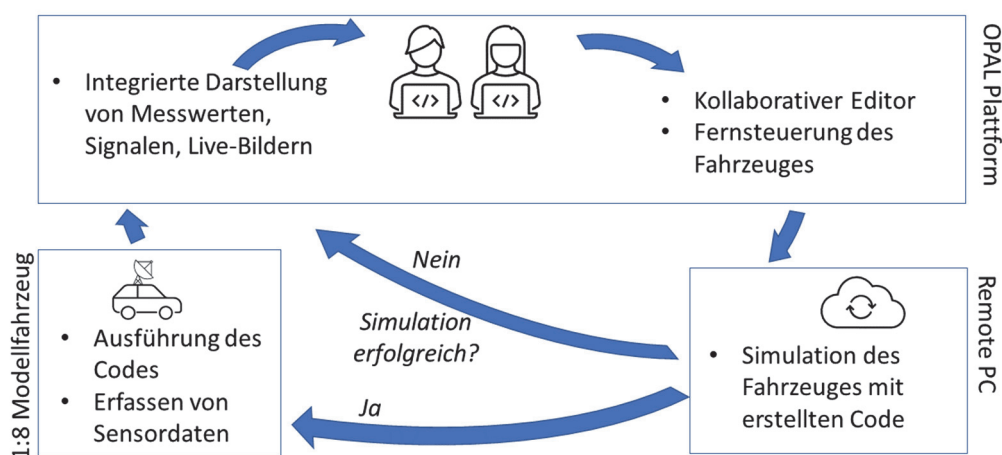 OPAL Plattform
• Integrierte Darstellung
von Messwerten,
Signalen, Live-Bildern
</>
</>
• Kollaborativer Editor
• Fernsteuerung des
Fahrzeuges
1:8 Modellfahrzeug
• Ausführung des
Codes
• Erfassen von
Sensordaten
Nein
Simulation
erfolgreich?
Ja
Remote PC
• Simulation des
Fahrzeuges mit
erstellten Code